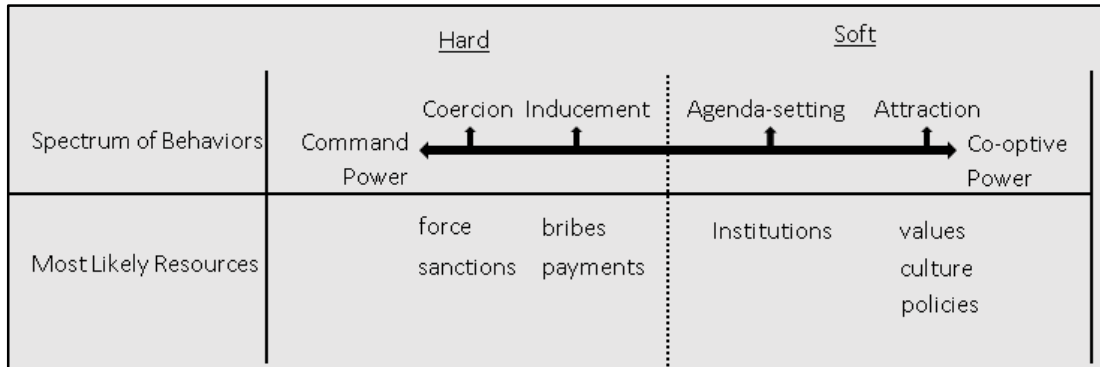 Hard Soft
Coercion Inducement Agenda-setting Attraction
Spectrum of Behaviors Command Co-optive
Power Power
force bribes Institutions values
Most Likely Resources sanctions payments culture
policies